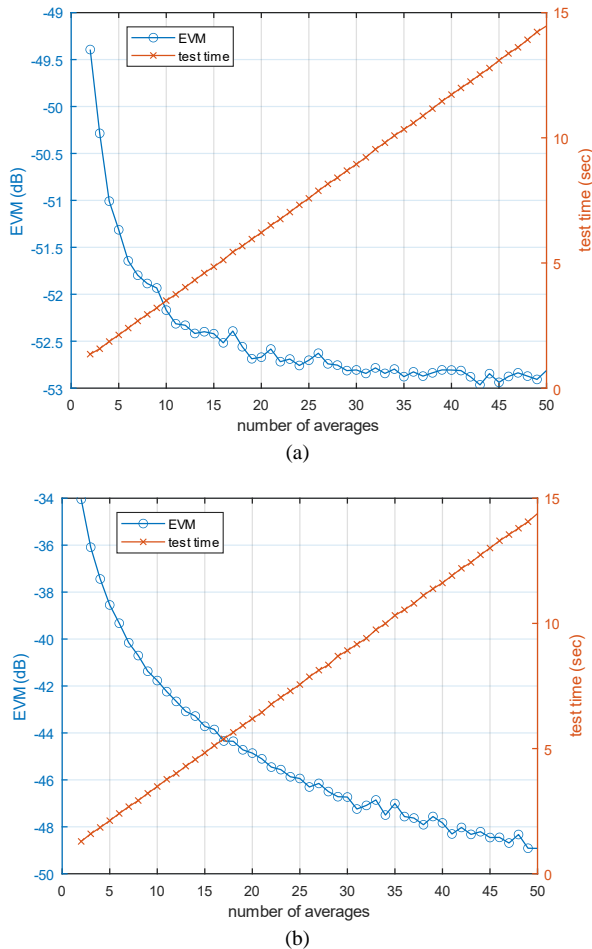 -49
-49.5
-50
-50.5
-51
-51.5
-52
-52.5
-53
EVM (dB)
EVM
test time
15
10
5
0
test time (sec)
0 5 10 15 20 25 30 35 40 45 50
number of averages
(a)
-34
-36
-38
-40
-42
-44
-46
-48
-50
EVM (dB)
EVM
test time
15
10
5
0
test time (sec)
0 5 10 15 20 25 30 35 40 45 50
number of averages
(b)